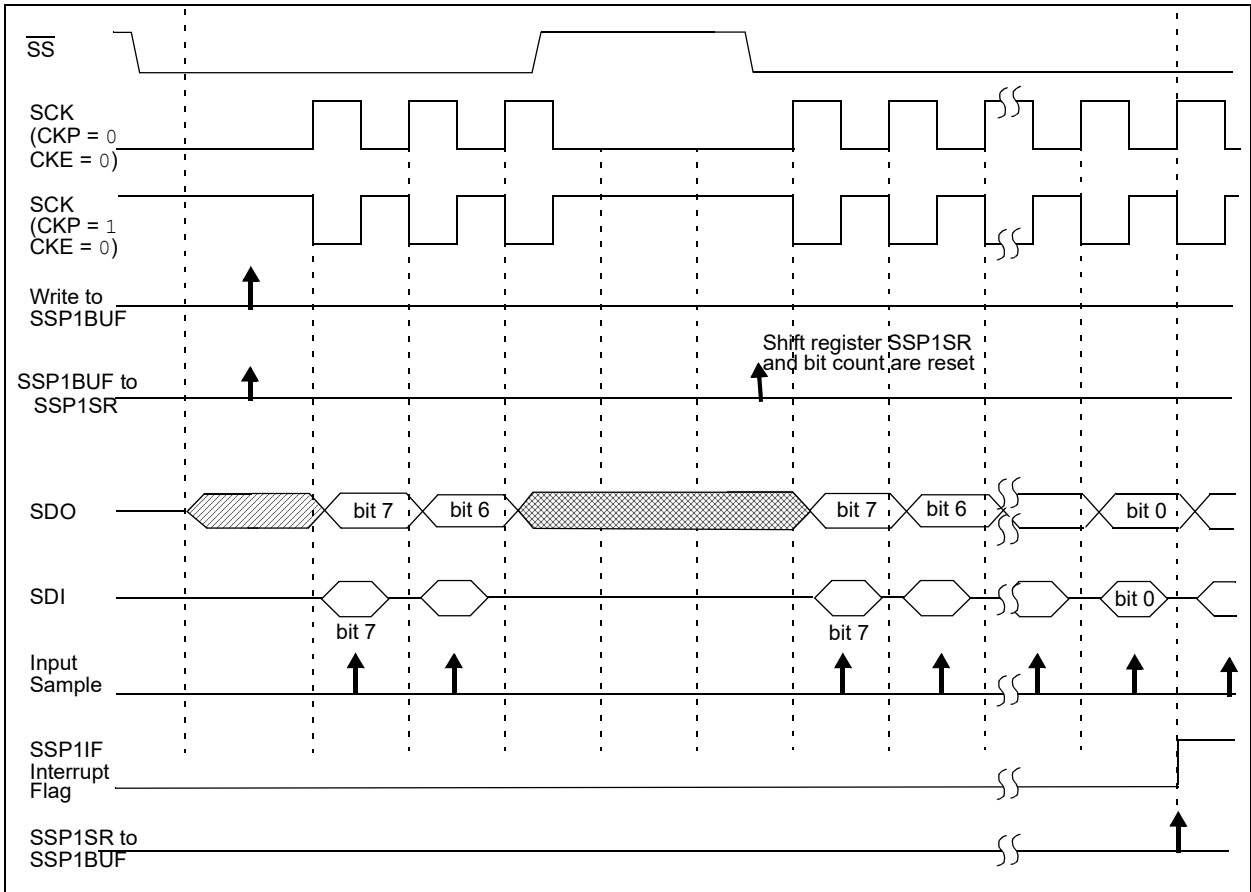 SS
SCK
(CKP = 0
CKE = 0)
SCK
(CKP = 1
CKE = 0)
Write to
SSP1BUF
Shift register SSP1SR
and bit count are reset
SSP1BUF to
SSP1SR
SDO
bit 7
bit 6
bit 7
bit 6
bit 0
SDI
bit 0
bit 7
bit 7
Input
Sample
SSP1IF
Interrupt
Flag
SSP1SR to
SSP1BUF